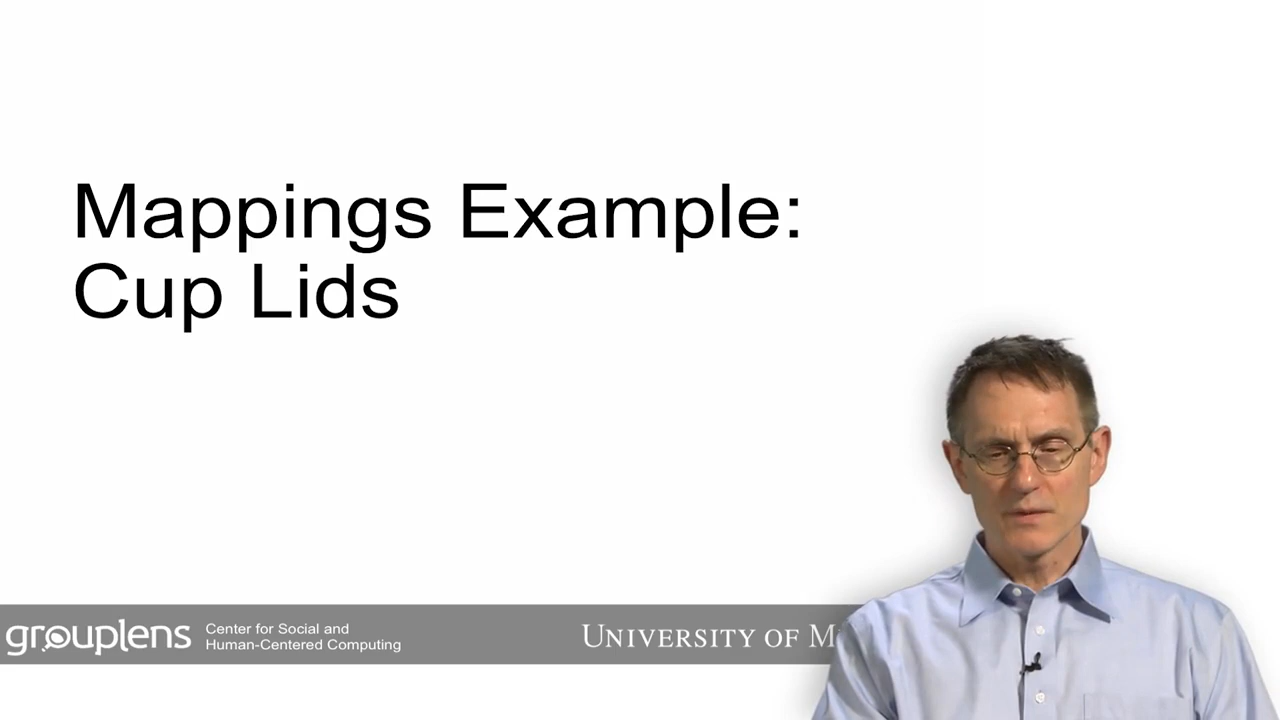 Mappings Example:
Cup Lids
grouplens
Center for Social and
Human-Centered Computing
UNIVERSITY OF M